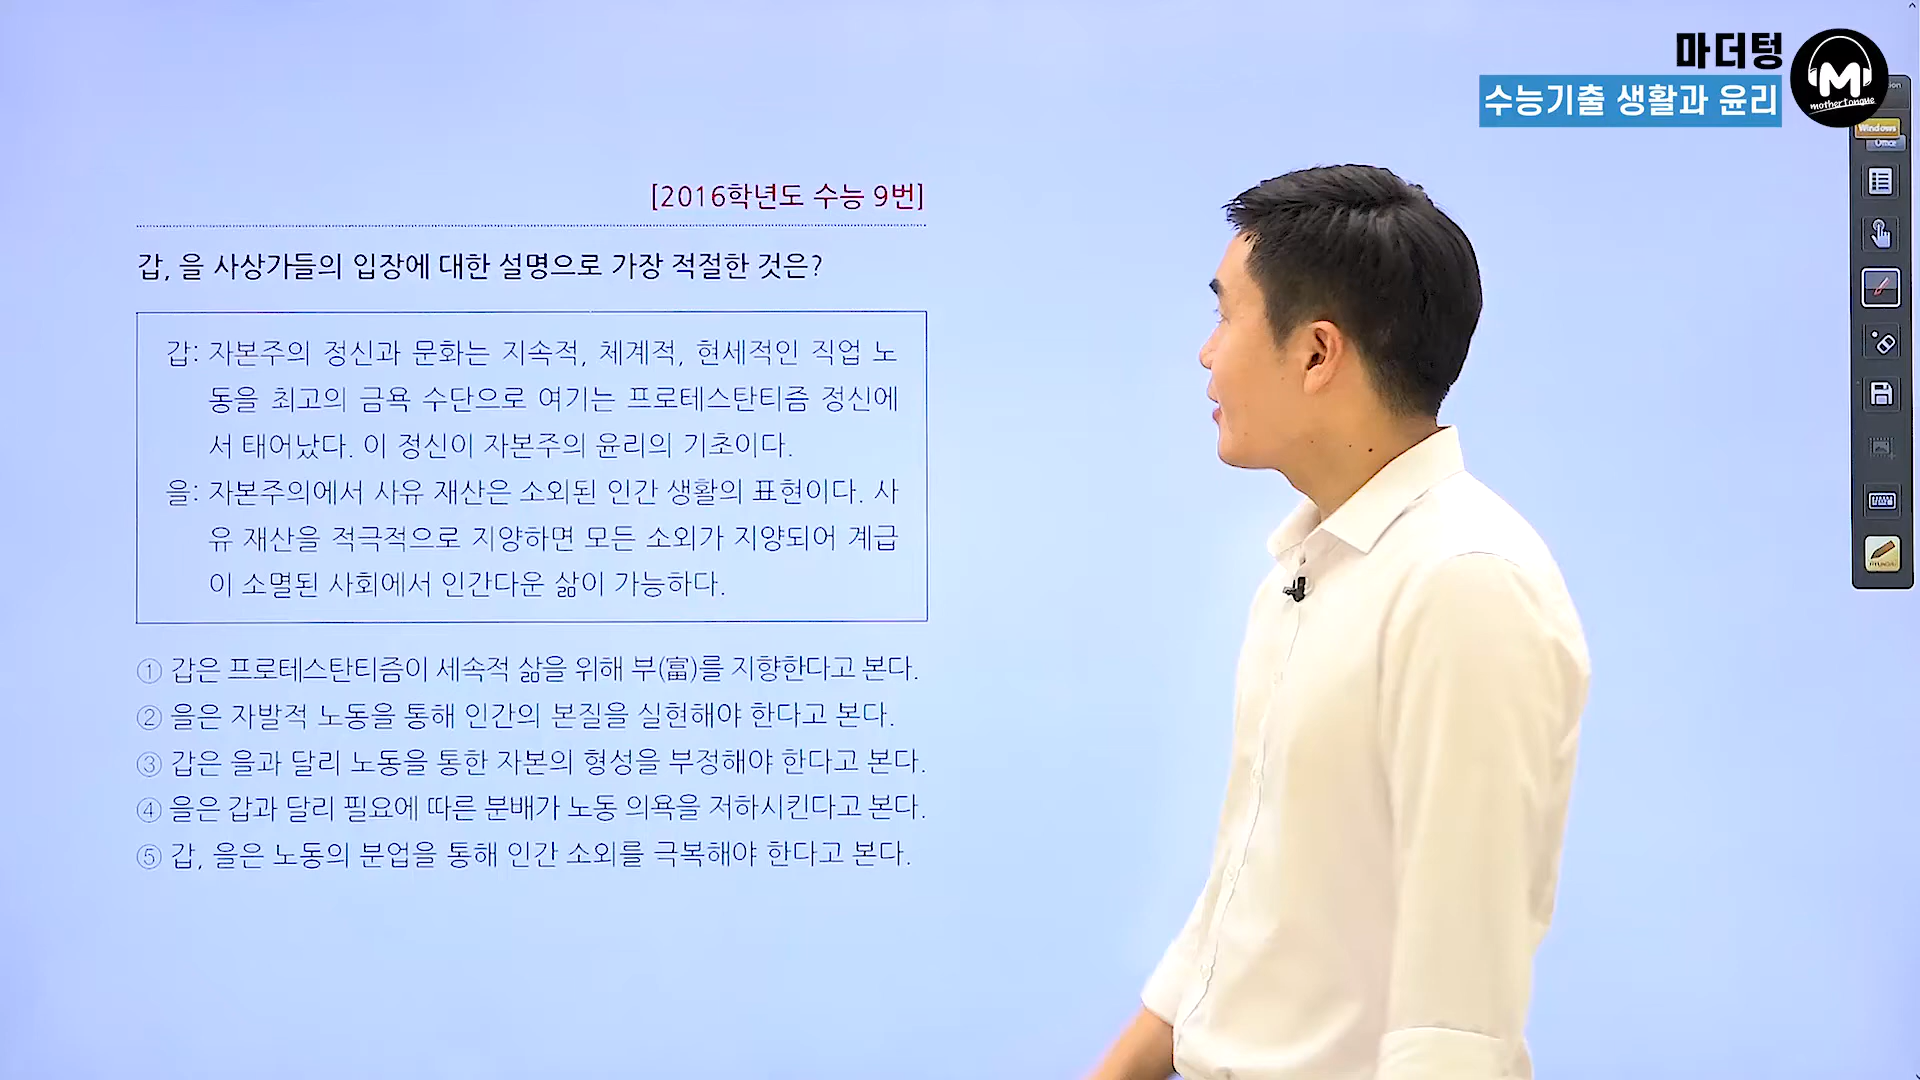 마더텅
수능기출 생활과 윤리
M
mothertongue
Windows
Office
[2016학년도 수능 9번]
갑, 을 사상가들의 입장에 대한 설명으로 가장 적절한 것은?
갑: 자본주의 정신과 문화는 지속적, 체계적, 현세적인 직업 노
동을 최고의 금욕 수단으로 여기는 프로테스탄티즘 정신에
서 태어났다. 이 정신이 자본주의 윤리의 기초이다.
을: 자본주의에서 사유 재산은 소외된 인간 생활의 표현이다. 사
유 재산을 적극적으로 지양하면 모든 소외가 지양되어 계급
이 소멸된 사회에서 인간다운 삶이 가능하다.
① 갑은 프로테스탄티즘이 세속적 삶을 위해 부(富)를 지향한다고 본다.
② 을은 자발적 노동을 통해 인간의 본질을 실현해야 한다고 본다.
③ 갑은 을과 달리 노동을 통한 자본의 형성을 부정해야 한다고 본다.
④ 을은 갑과 달리 필요에 따른 분배가 노동 의욕을 저하시킨다고 본다.
⑤ 갑, 을은 노동의 분업을 통해 인간 소외를 극복해야 한다고 본다.